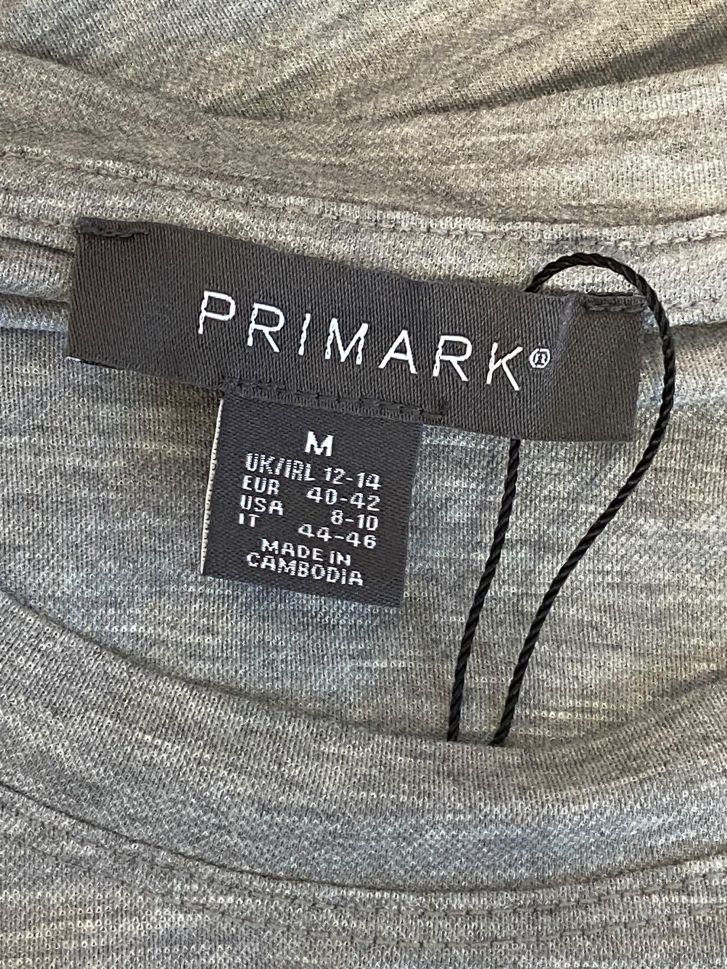 PRIMARK®
M
UK/IRL 12-14
EUR 40-42
USA 8-10
IT 44-46
MADE IN
CAMBODIA